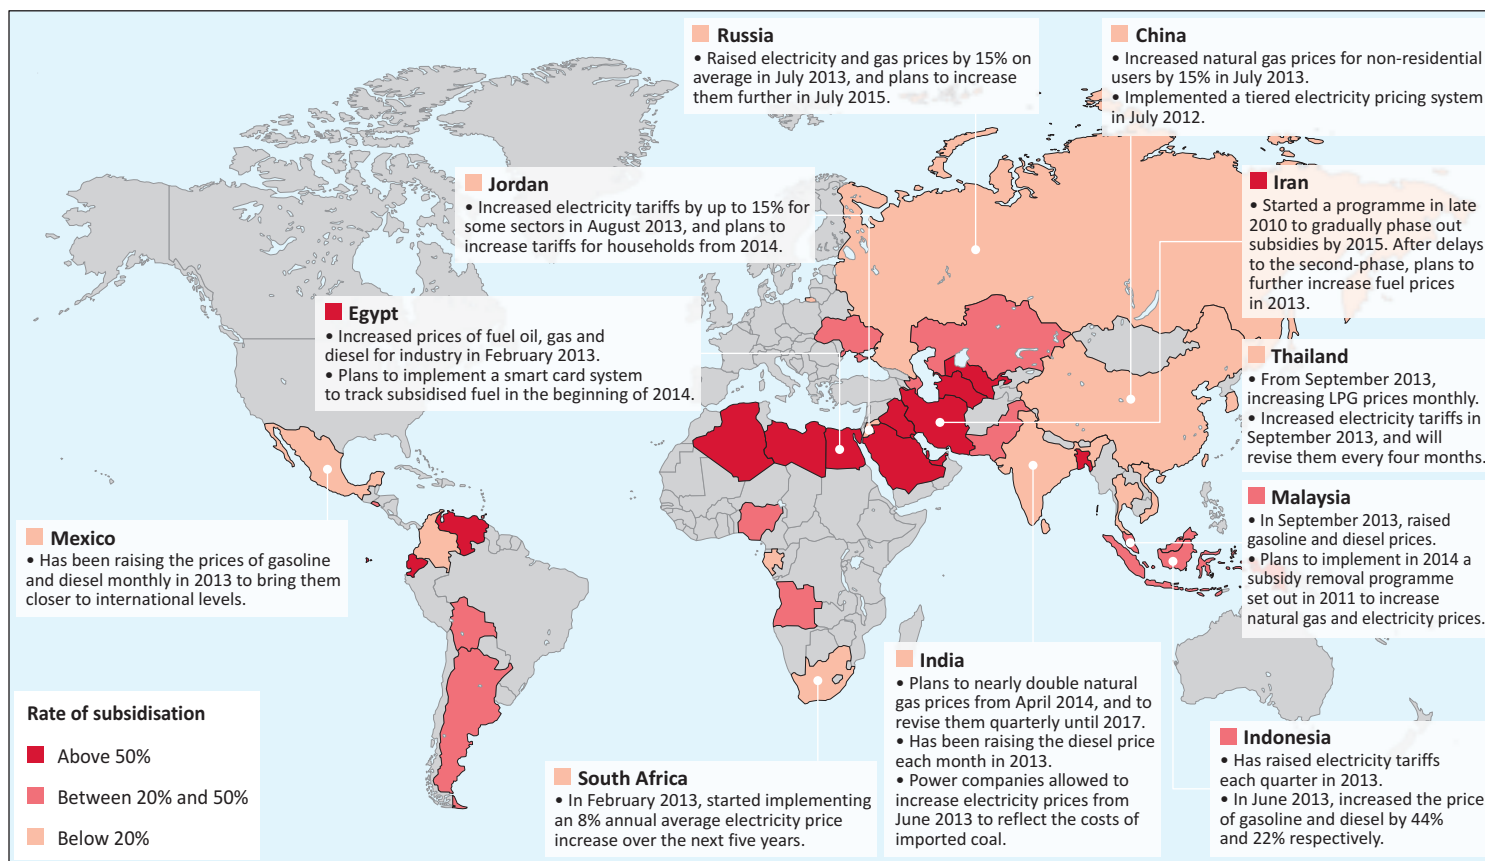 Russia
• Raised electricity and gas prices by 15% on
average in July 2013, and plans to increase
them further in July 2015.
China
• Increased natural gas prices for non-residential
users by 15% in July 2013.
• Implemented a tiered electricity pricing system
in July 2012.
Jordan
• Increased electricity tariffs by up to 15% for
some sectors in August 2013, and plans to
increase tariffs for households from 2014.
Iran
• Started a programme in late
2010 to gradually phase out
subsidies by 2015. After delays
to the second-phase, plans to
further increase fuel prices
in 2013.
Egypt
• Increased prices of fuel oil, gas and
diesel for industry in February 2013.
• Plans to implement a smart card system
to track subsidised fuel in the beginning of 2014.
Thailand
• From September 2013,
increasing LPG prices monthly.
• Increased electricity tariffs in
September 2013, and will
revise them every four months.
Malaysia
• In September 2013, raised
gasoline and diesel prices.
• Plans to implement in 2014 a
subsidy removal programme
set out in 2011 to increase
natural gas and electricity prices.
Mexico
• Has been raising the prices of gasoline
and diesel monthly in 2013 to bring them
closer to international levels.
India
• Plans to nearly double natural
gas prices from April 2014, and to
revise them quarterly until 2017.
• Has been raising the diesel price
each month in 2013.
• Power companies allowed to
increase electricity prices from
June 2013 to reflect the costs of
imported coal.
Indonesia
• Has raised electricity tariffs
each quarter in 2013.
• In June 2013, increased the price
of gasoline and diesel by 44%
and 22% respectively.
South Africa
• In February 2013, started implementing
an 8% annual average electricity price
increase over the next five years.
Rate of subsidisation
Above 50%
Between 20% and 50%
Below 20%